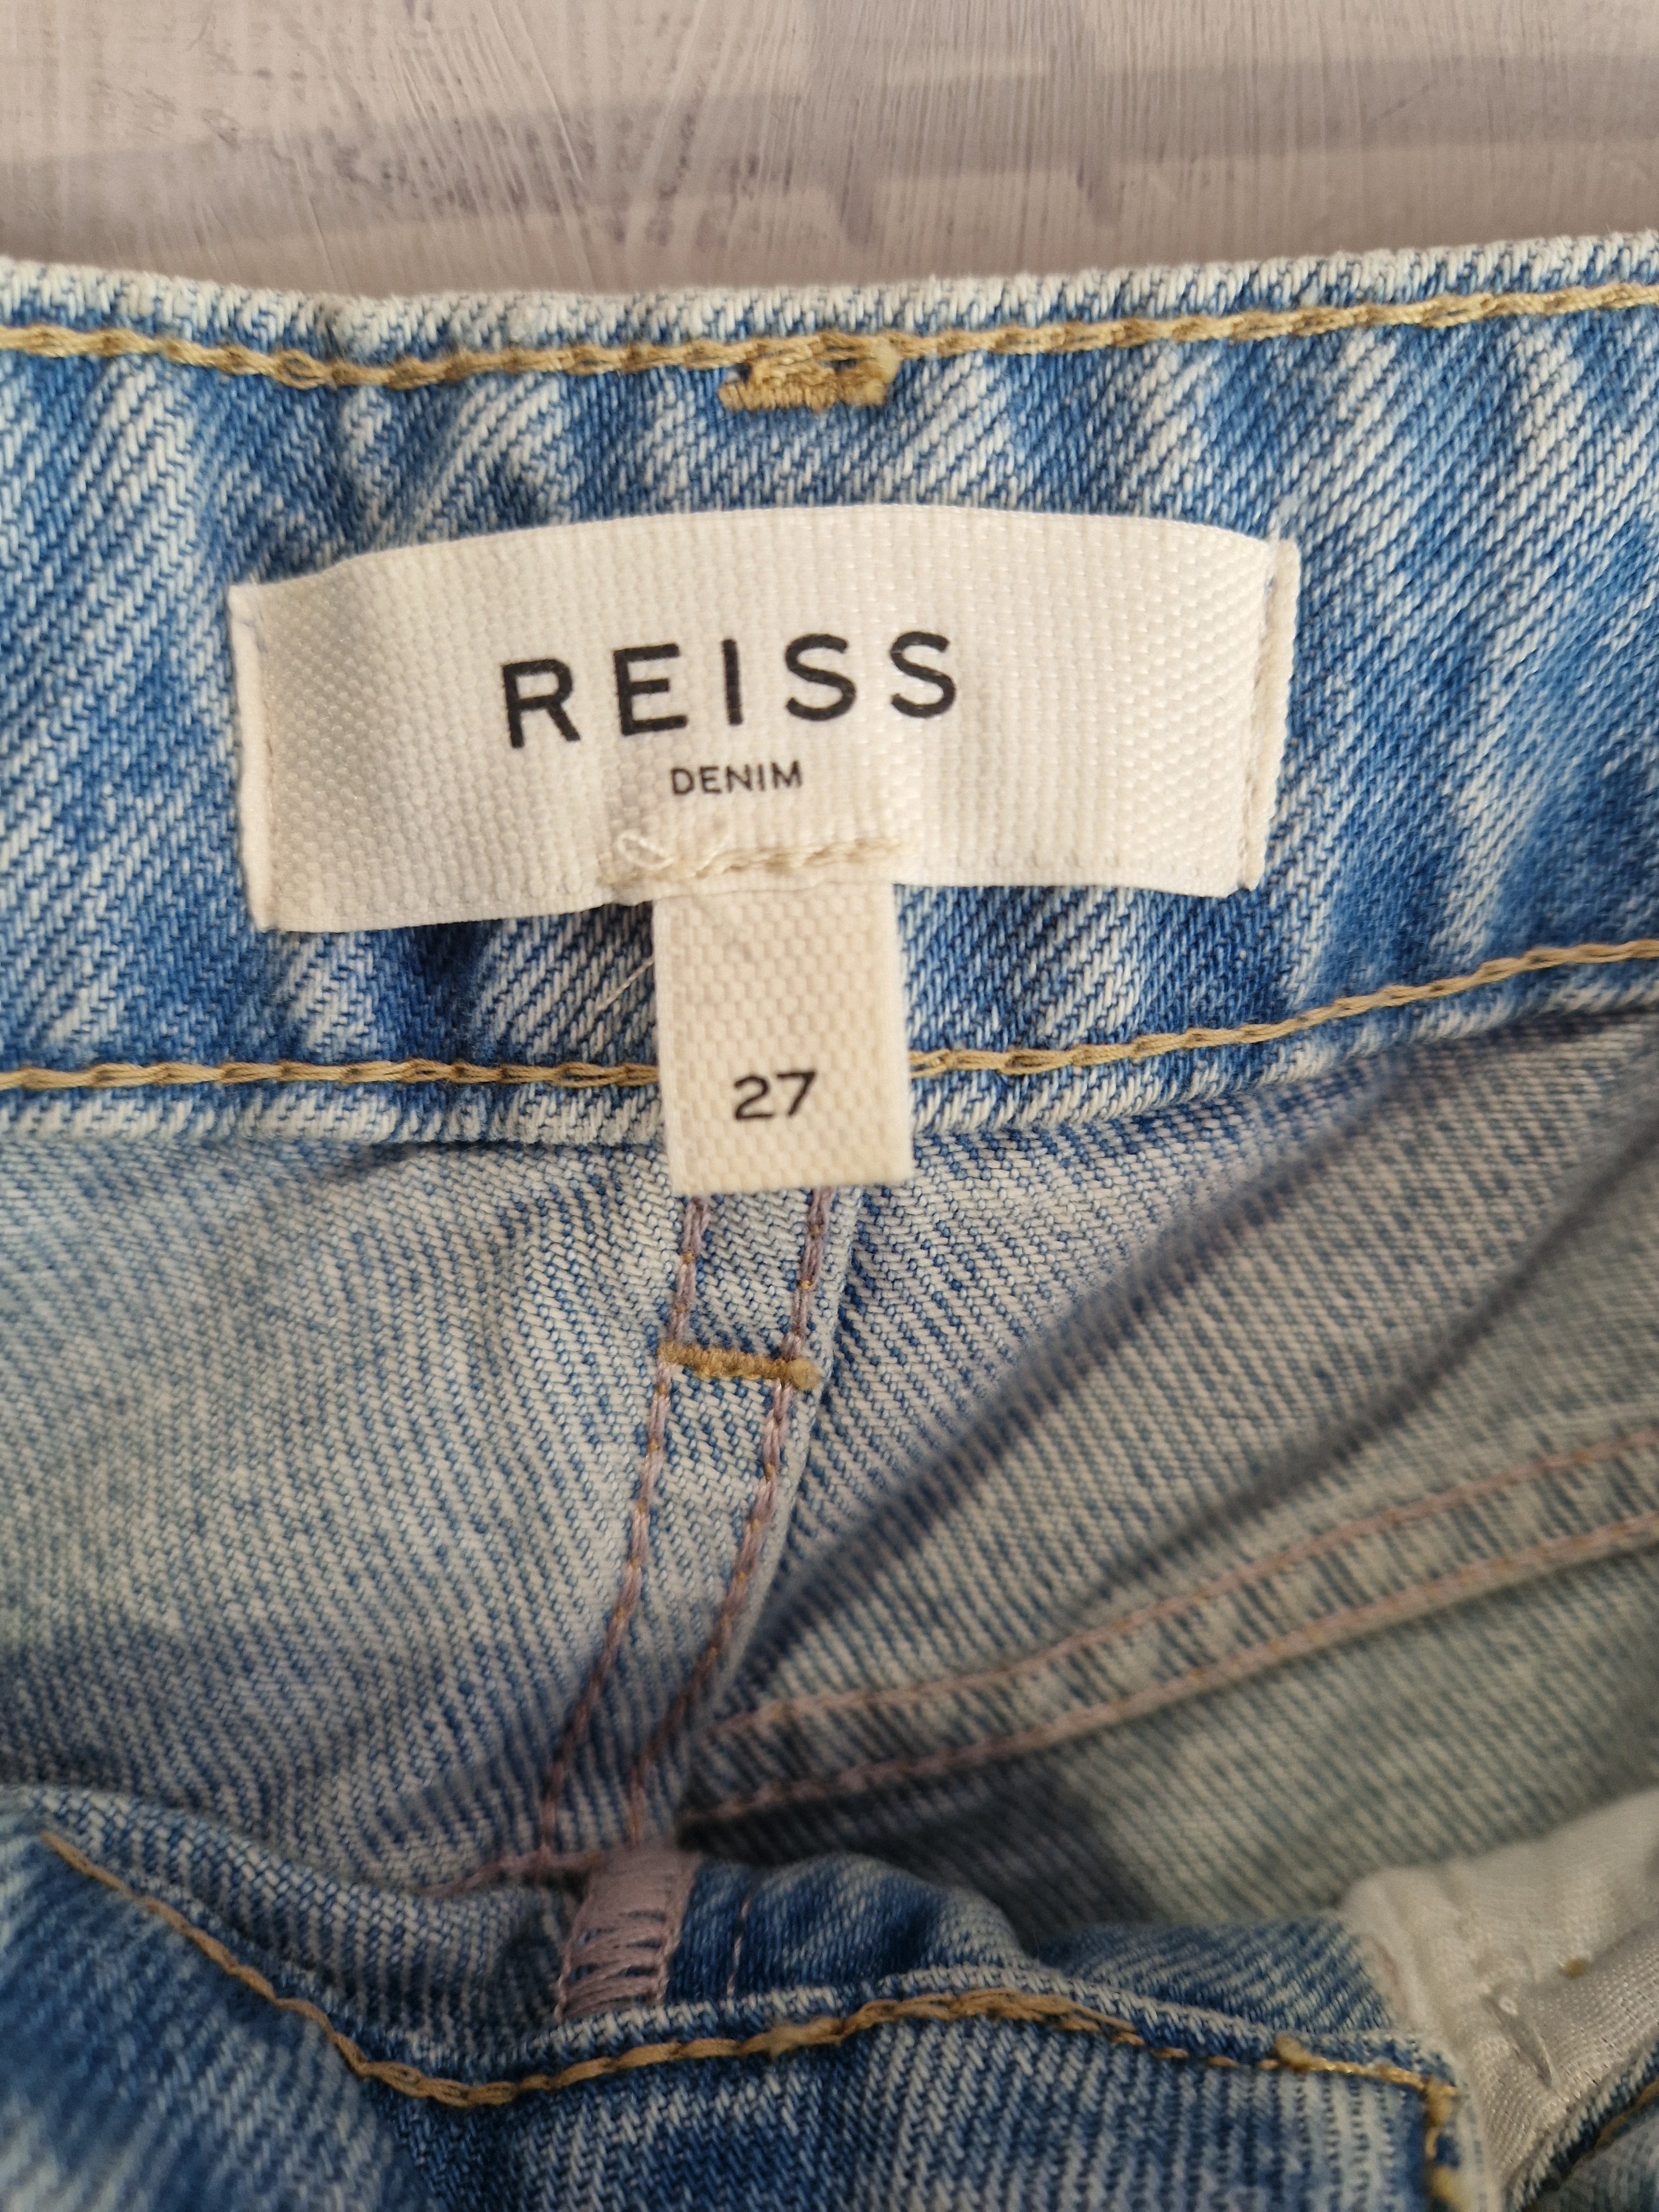 REISS
DENIM
27